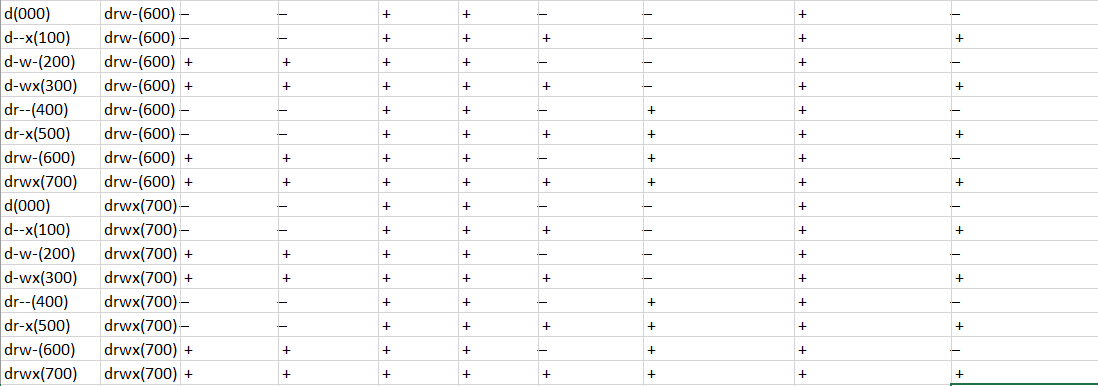 d(000) drw-(600) – – + + – – + –
d--x(100) drw-(600) – – + + + – + +
d-w-(200) drw-(600) + + + + – – + –
d-wx(300) drw-(600) + + + + + – + +
dr--(400) drw-(600) – – + + – + + –
dr-x(500) drw-(600) – – + + + + + +
drw-(600) drw-(600) + + + + – + + –
drwx(700) drw-(600) + + + + + + + +
d(000) drwx(700) – – + + – – + –
d--x(100) drwx(700) – – + + + – + +
d-w-(200) drwx(700) + + + + – – + –
d-wx(300) drwx(700) + + + + + – + +
dr--(400) drwx(700) – – + + – + + –
dr-x(500) drwx(700) – – + + + + + +
drw-(600) drwx(700) + + + + – + + –
drwx(700) drwx(700) + + + + + + + +